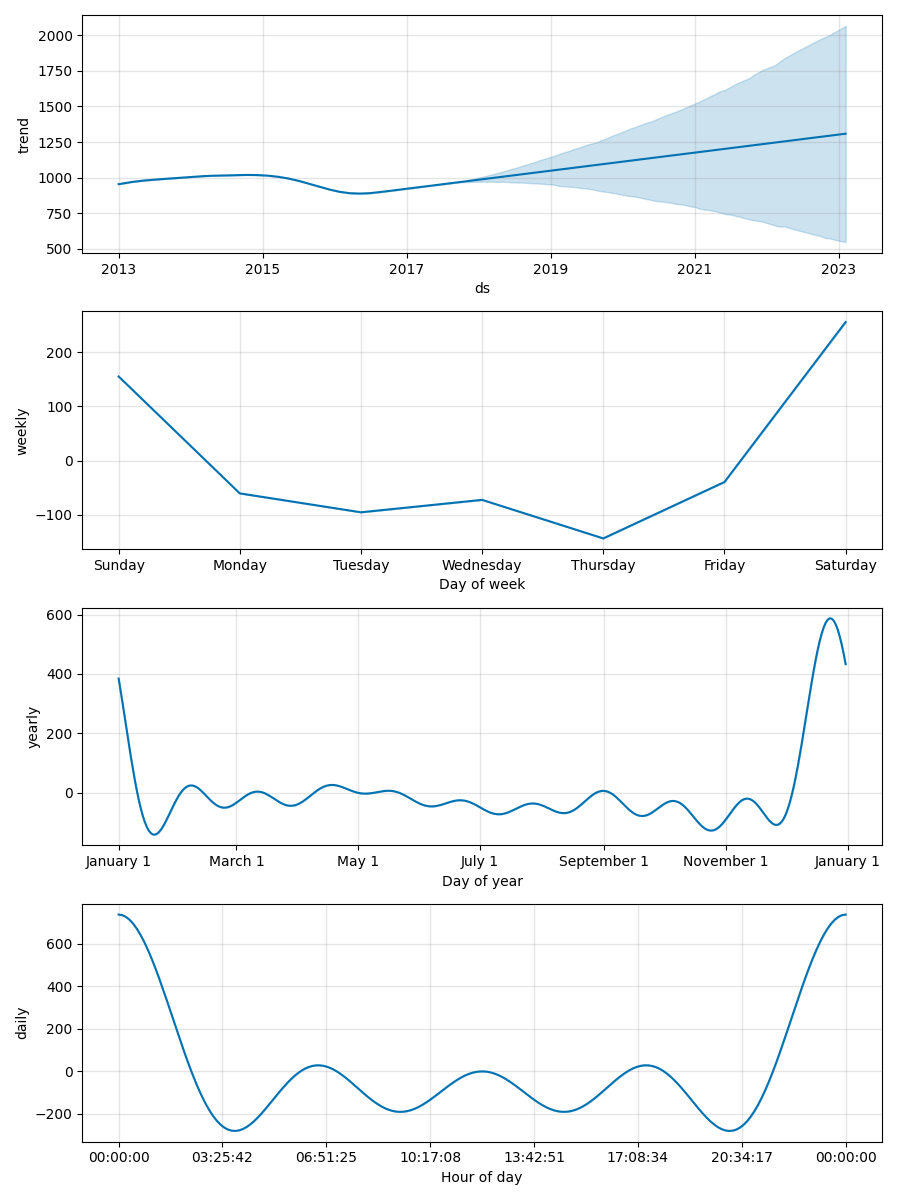 2000
1750
1500
1250
1000
750
500
trend
2013 2015 2017 2019 2021 2023
ds
200
100
0
−100
weekly
Sunday Monday Tuesday Wednesday Thursday Friday Saturday
Day of week
600
400
200
0
yearly
January 1 March 1 May 1 July 1 September 1 November 1 January 1
Day of year
600
400
200
0
−200
daily
00:00:00 03:25:42 06:51:25 10:17:08 13:42:51 17:08:34 20:34:17 00:00:00
Hour of day